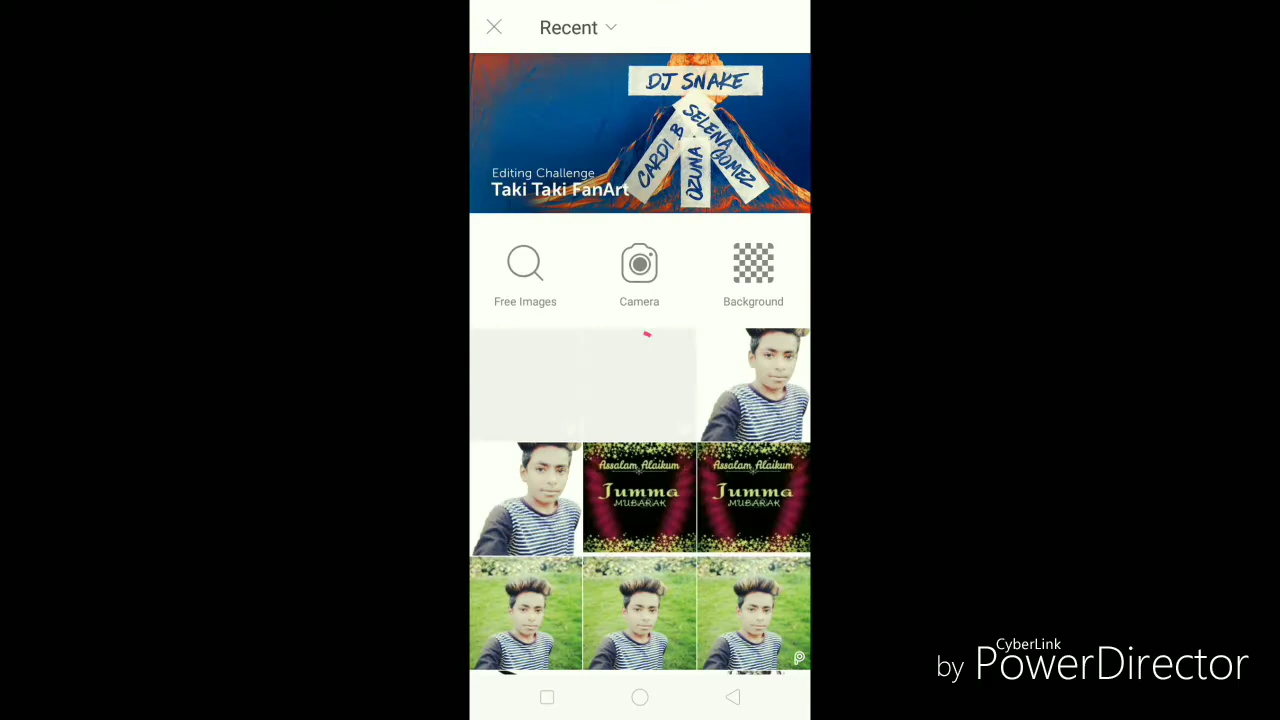 Recent
DJ SNAKE
SELENA GOMEZ
CARDI B
OZUNA
Editing Challenge
Taki Taki FanArt
Free Images
Camera
Background
Assalam Alaikum
Jumma
MUBARAK
Assalam Alaikum
Jumma
MUBARAK
CyberLink
by PowerDirector